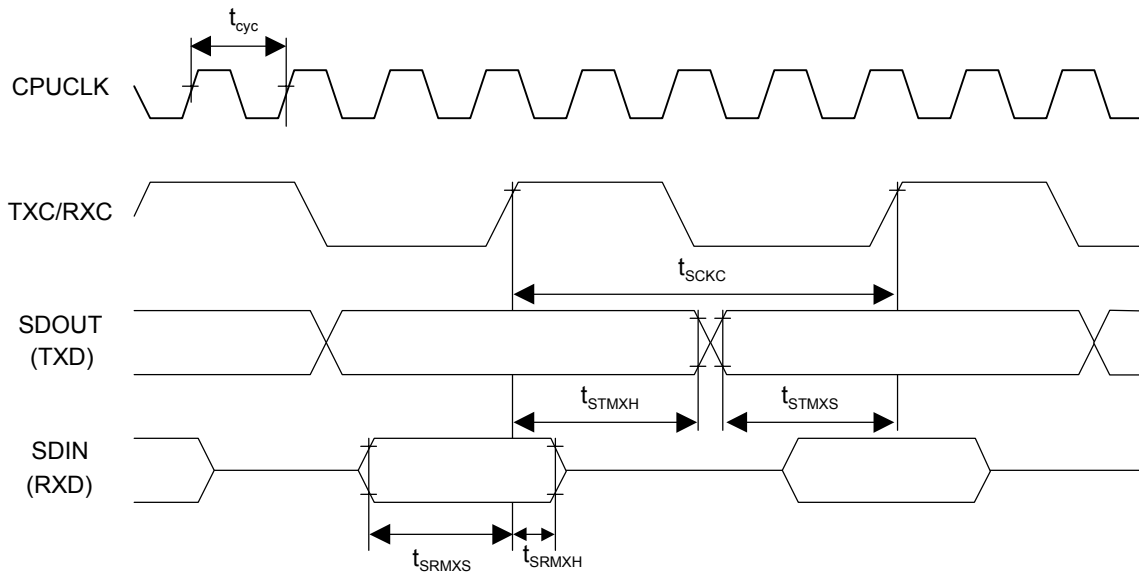 tcyc
CPUCLK
TXC/RXC
tSCKC
SDOUT
(TXD)
tSTMXH
tSTMXS
SDIN
(RXD)
tSRMXS
tSRMXH